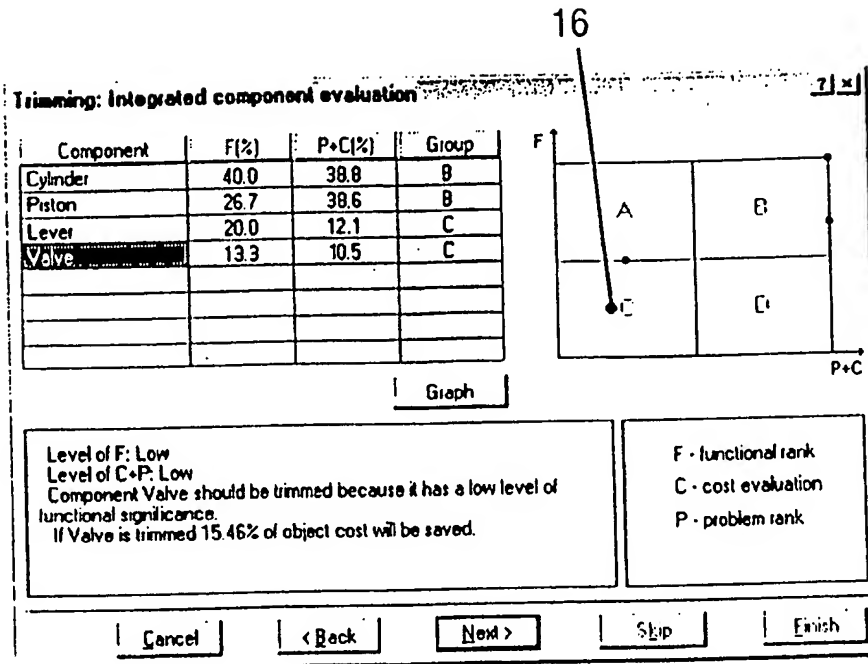 16
Trimming: Integrated component evaluation
? x
Component F(%) P+C(%) Group
Cylinder 40.0 38.8 B
Piston 26.7 38.6 B
Lever 20.0 12.1 C
Valve 13.3 10.5 C
F
A B
C D
P+C
Graph
Level of F: Low
Level of C+P: Low
Component Valve should be trimmed because it has a low level of
functional significance.
If Valve is trimmed 15.46% of object cost will be saved.
F - functional rank
C - cost evaluation
P - problem rank
Cancel < Back Next > Skip Finish